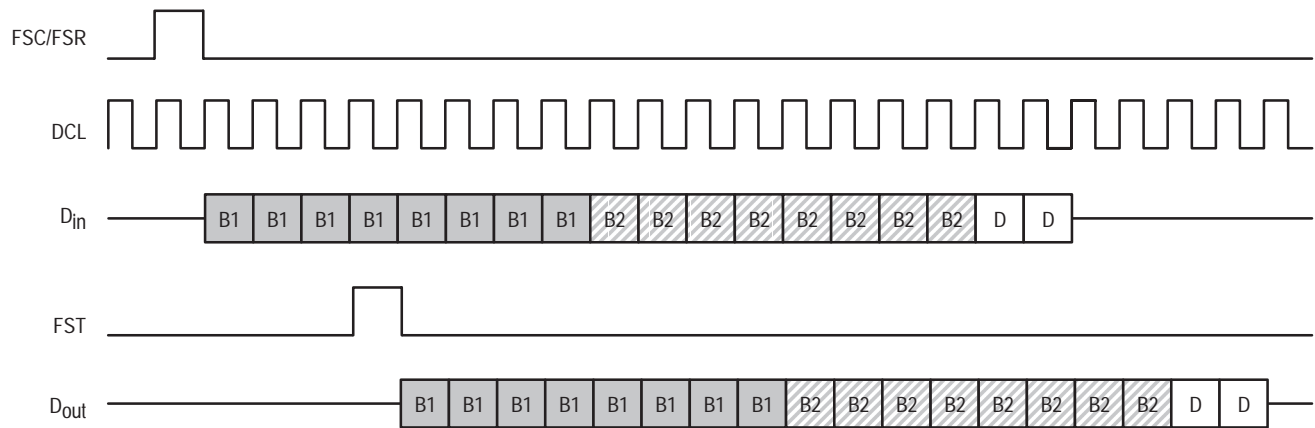 FSC/FSR
DCL
Din B1 B1 B1 B1 B1 B1 B1 B1 B2 B2 B2 B2 B2 B2 B2 B2 D D
FST
Dout B1 B1 B1 B1 B1 B1 B1 B1 B2 B2 B2 B2 B2 B2 B2 B2 D D